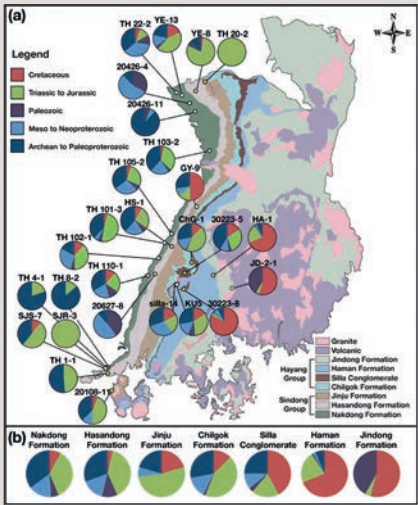 (a)
Legend
Cretaceous
Triassic to Jurassic
Paleozoic
Meso to Neoproterozoic
Archean to Paleoproterozoic
TH 22-2
YE-13
YE-8
TH 20-2
N
W E
S
20426-4
20426-11
TH 103-2
GY-9
TH 105-2
HS-1
TH 101-3
ChG-1
30223-5
HA-1
TH 102-1
JD-2-1
TH 110-1
TH 4-1
TH 8-2
20627-8
silla-14
KU5
30223-8
SJS-7
SJR-3
TH 1-1
20108-11
Granite
Volcanic
Jindong Formation
Hayang
Group
Haman Formation
Silla Conglomerate
Chilgok Formation
Jinju Formation
Sindong
Group
Hasandong Formation
Nakdong Formation
(b)
Nakdong
Formation
Hasandong
Formation
Jinju
Formation
Chilgok
Formation
Silla
Conglomerate
Haman
Formation
Jindong
Formation